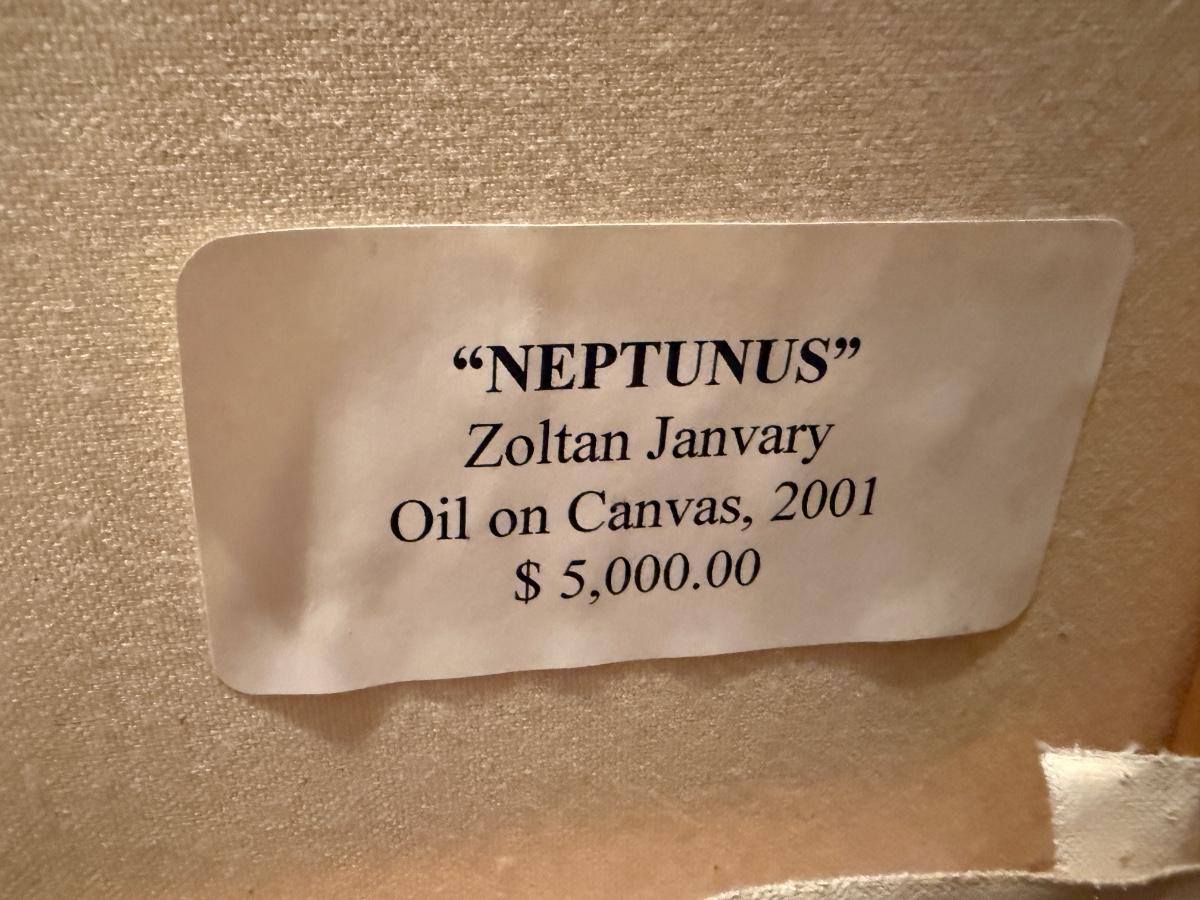 “NEPTUNUS”
Zoltan Janvary
Oil on Canvas, 2001
$ 5,000.00